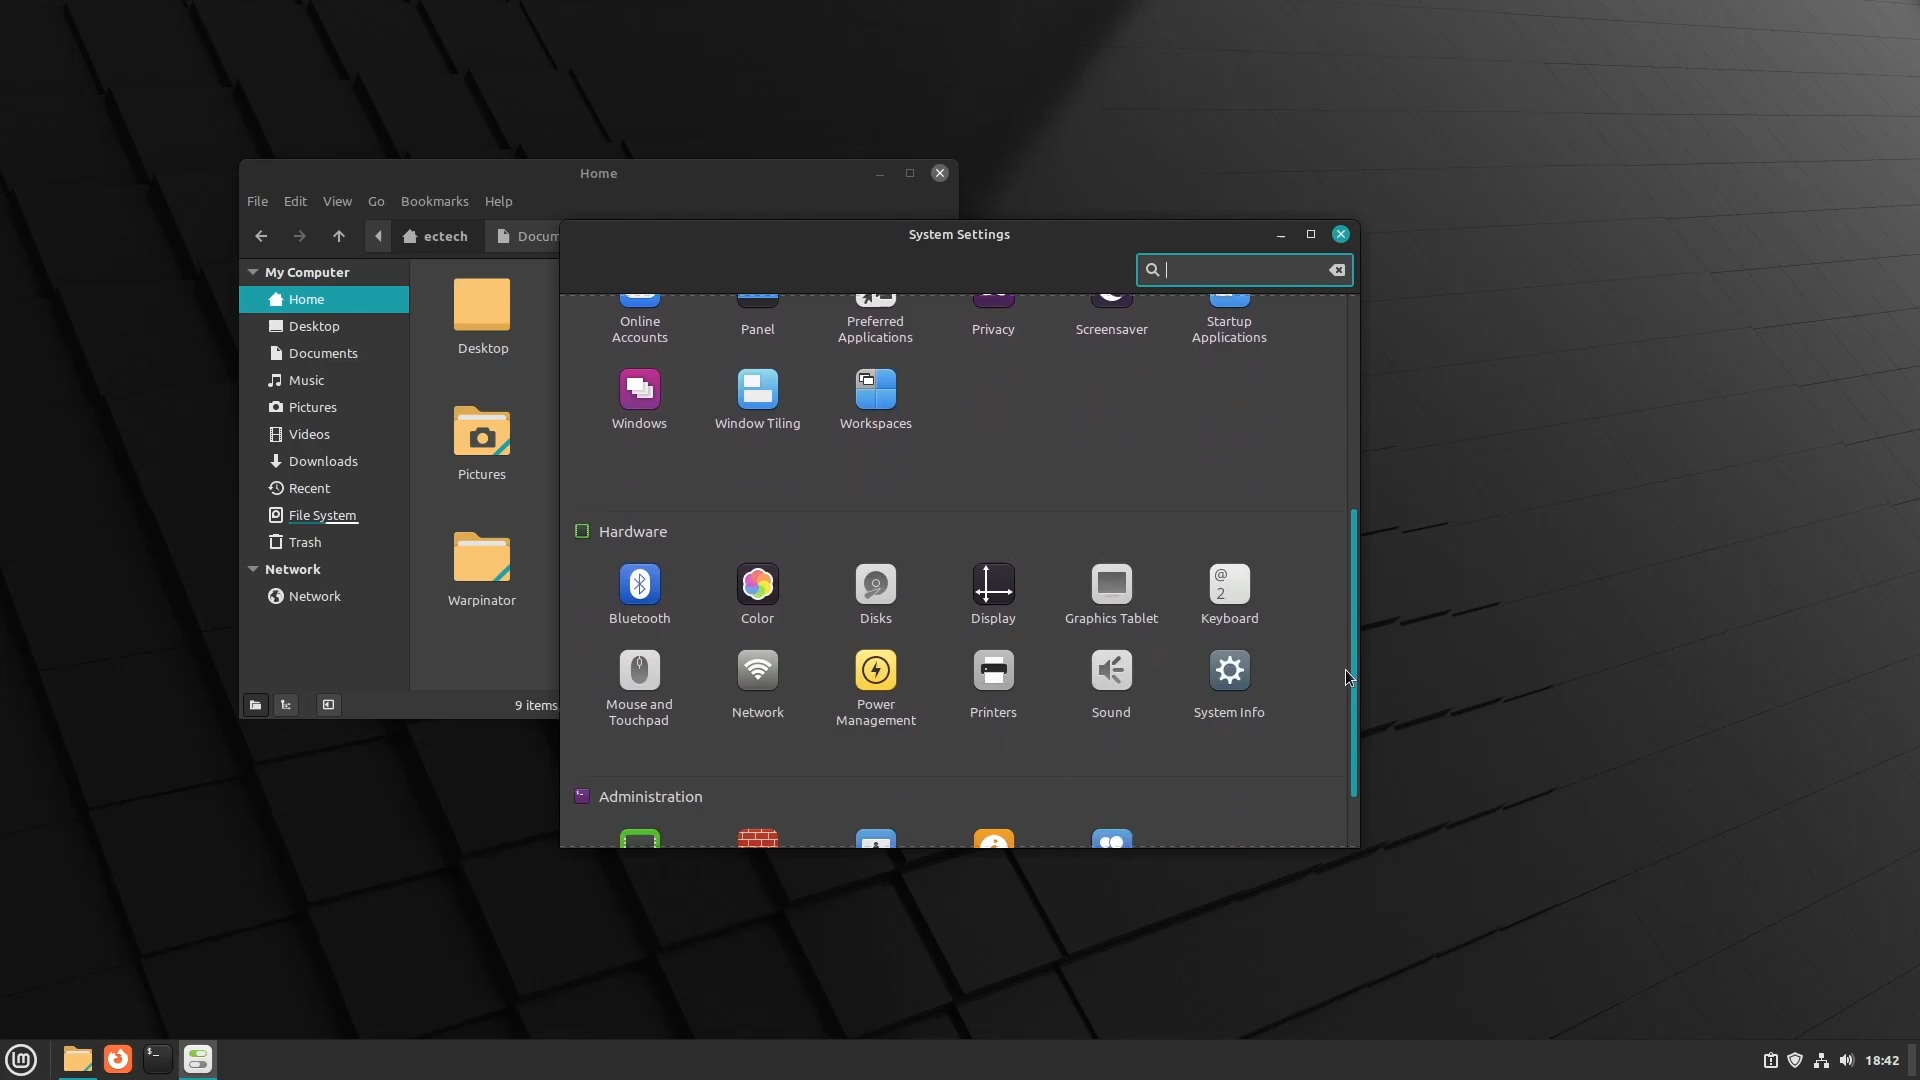 Home
File Edit View Go Bookmarks Help
ectech Docum
My Computer
Home
Desktop
Documents
Music
Pictures
Videos
Downloads
Recent
File System
Trash
Network
Network
Desktop
Pictures
Warpinator
9 items
System Settings
Online
Accounts
Panel
Preferred
Applications
Privacy
Screensaver
Startup
Applications
Windows
Window Tiling
Workspaces
Hardware
Bluetooth
Color
Disks
Display
Graphics Tablet
@
2
Keyboard
Mouse and
Touchpad
Network
Power
Management
Printers
Sound
System Info
Administration
18:42